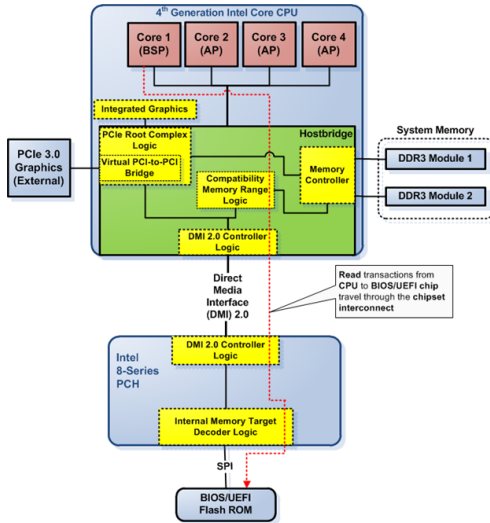 4th Generation Intel Core CPU
Core 1
(BSP)
Core 2
(AP)
Core 3
(AP)
Core 4
(AP)
Integrated Graphics
Hostbridge
PCIe Root Complex
Logic
Virtual PCI-to-PCI
Bridge
PCIe 3.0
Graphics
(External)
Compatibility
Memory Range
Logic
Memory
Controller
System Memory
DDR3 Module 1
DDR3 Module 2
DMI 2.0 Controller
Logic
Direct
Media
Interface
(DMI) 2.0
Read transactions from
CPU to BIOS/UEFI chip
travel through the chipset
interconnect
Intel
8-Series
PCH
DMI 2.0 Controller
Logic
Internal Memory Target
Decoder Logic
SPI
BIOS/UEFI
Flash ROM